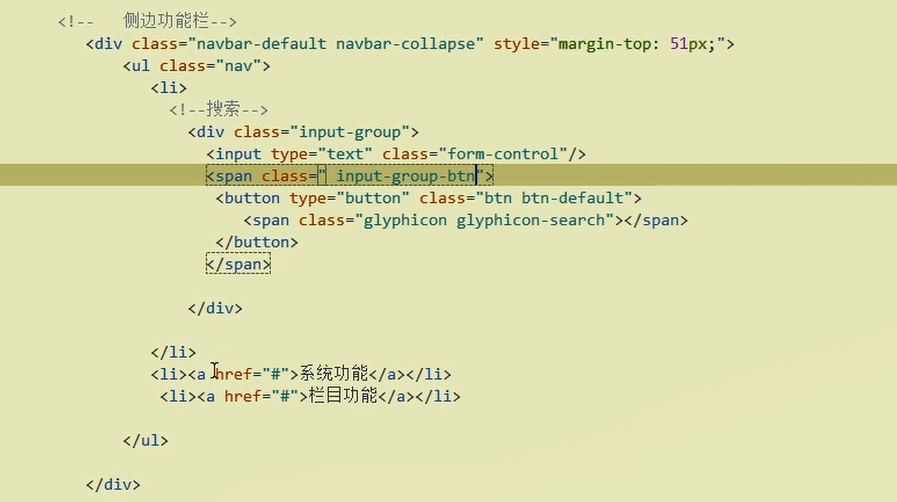 <!--   侧边功能栏-->
<div class="navbar-default navbar-collapse" style="margin-top: 51px;">
<ul class="nav">
<li>
<!--搜索-->
<div class="input-group">
<input type="text" class="form-control"/>
<span class=" input-group-btn">
<button type="button" class="btn btn-default">
<span class="glyphicon glyphicon-search"></span>
</button>
</span>
</div>
</li>
<li><a href="#">系统功能</a></li>
<li><a href="#">栏目功能</a></li>
</ul>
</div>